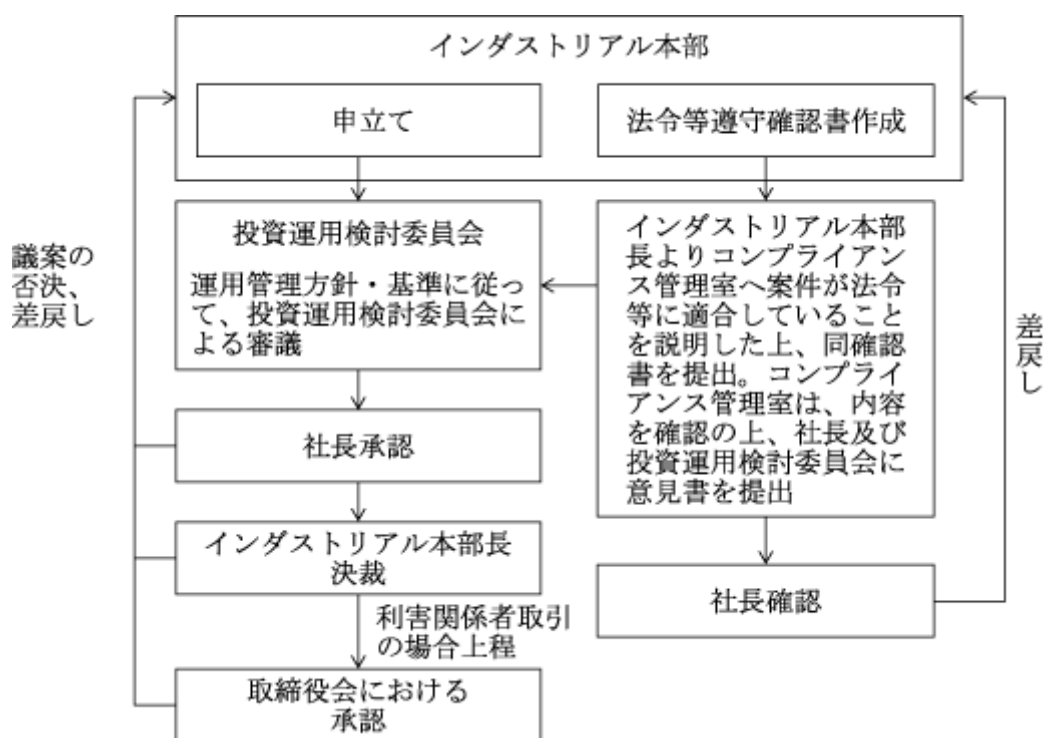 インダストリアル本部
申立て
法令等遵守確認書作成
議案の
否決、
差戻し
投資運用検討委員会
運用管理方針・基準に従っ
て、投資運用検討委員会に
よる審議
インダストリアル本部
長よりコンプライアン
ス管理室へ案件が法令
等に適合していること
を説明した上、同確認
書を提出。コンプライ
アンス管理室は、内容
を確認の上、社長及び
投資運用検討委員会に
意見書を提出
差戻し
社長承認
インダストリアル本部長
決裁
社長確認
利害関係者取引
の場合上程
取締役会における
承認